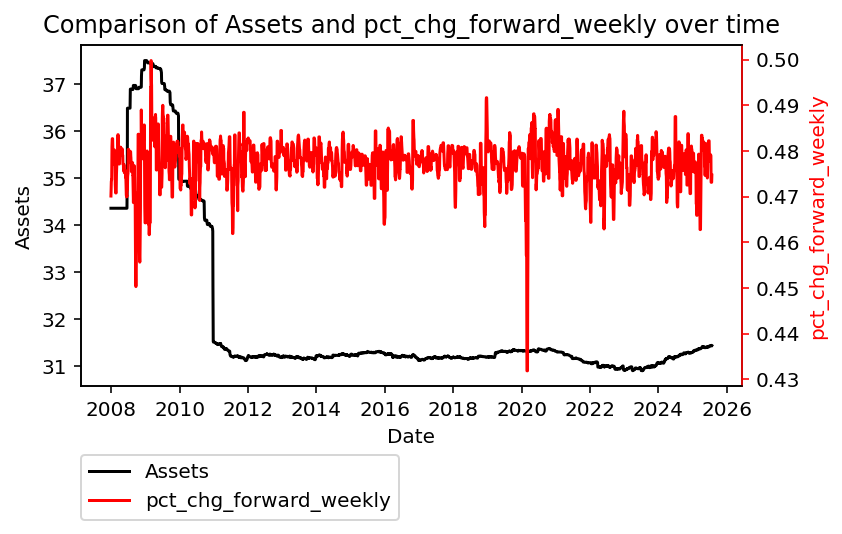 Comparison of Assets and pct_chg_forward_weekly over time
Assets
37
36
35
34
33
32
31
0.50
0.49
0.48
0.47
0.46
0.45
0.44
0.43
pct_chg_forward_weekly
2008 2010 2012 2014 2016 2018 2020 2022 2024 2026
Date
Assets
pct_chg_forward_weekly